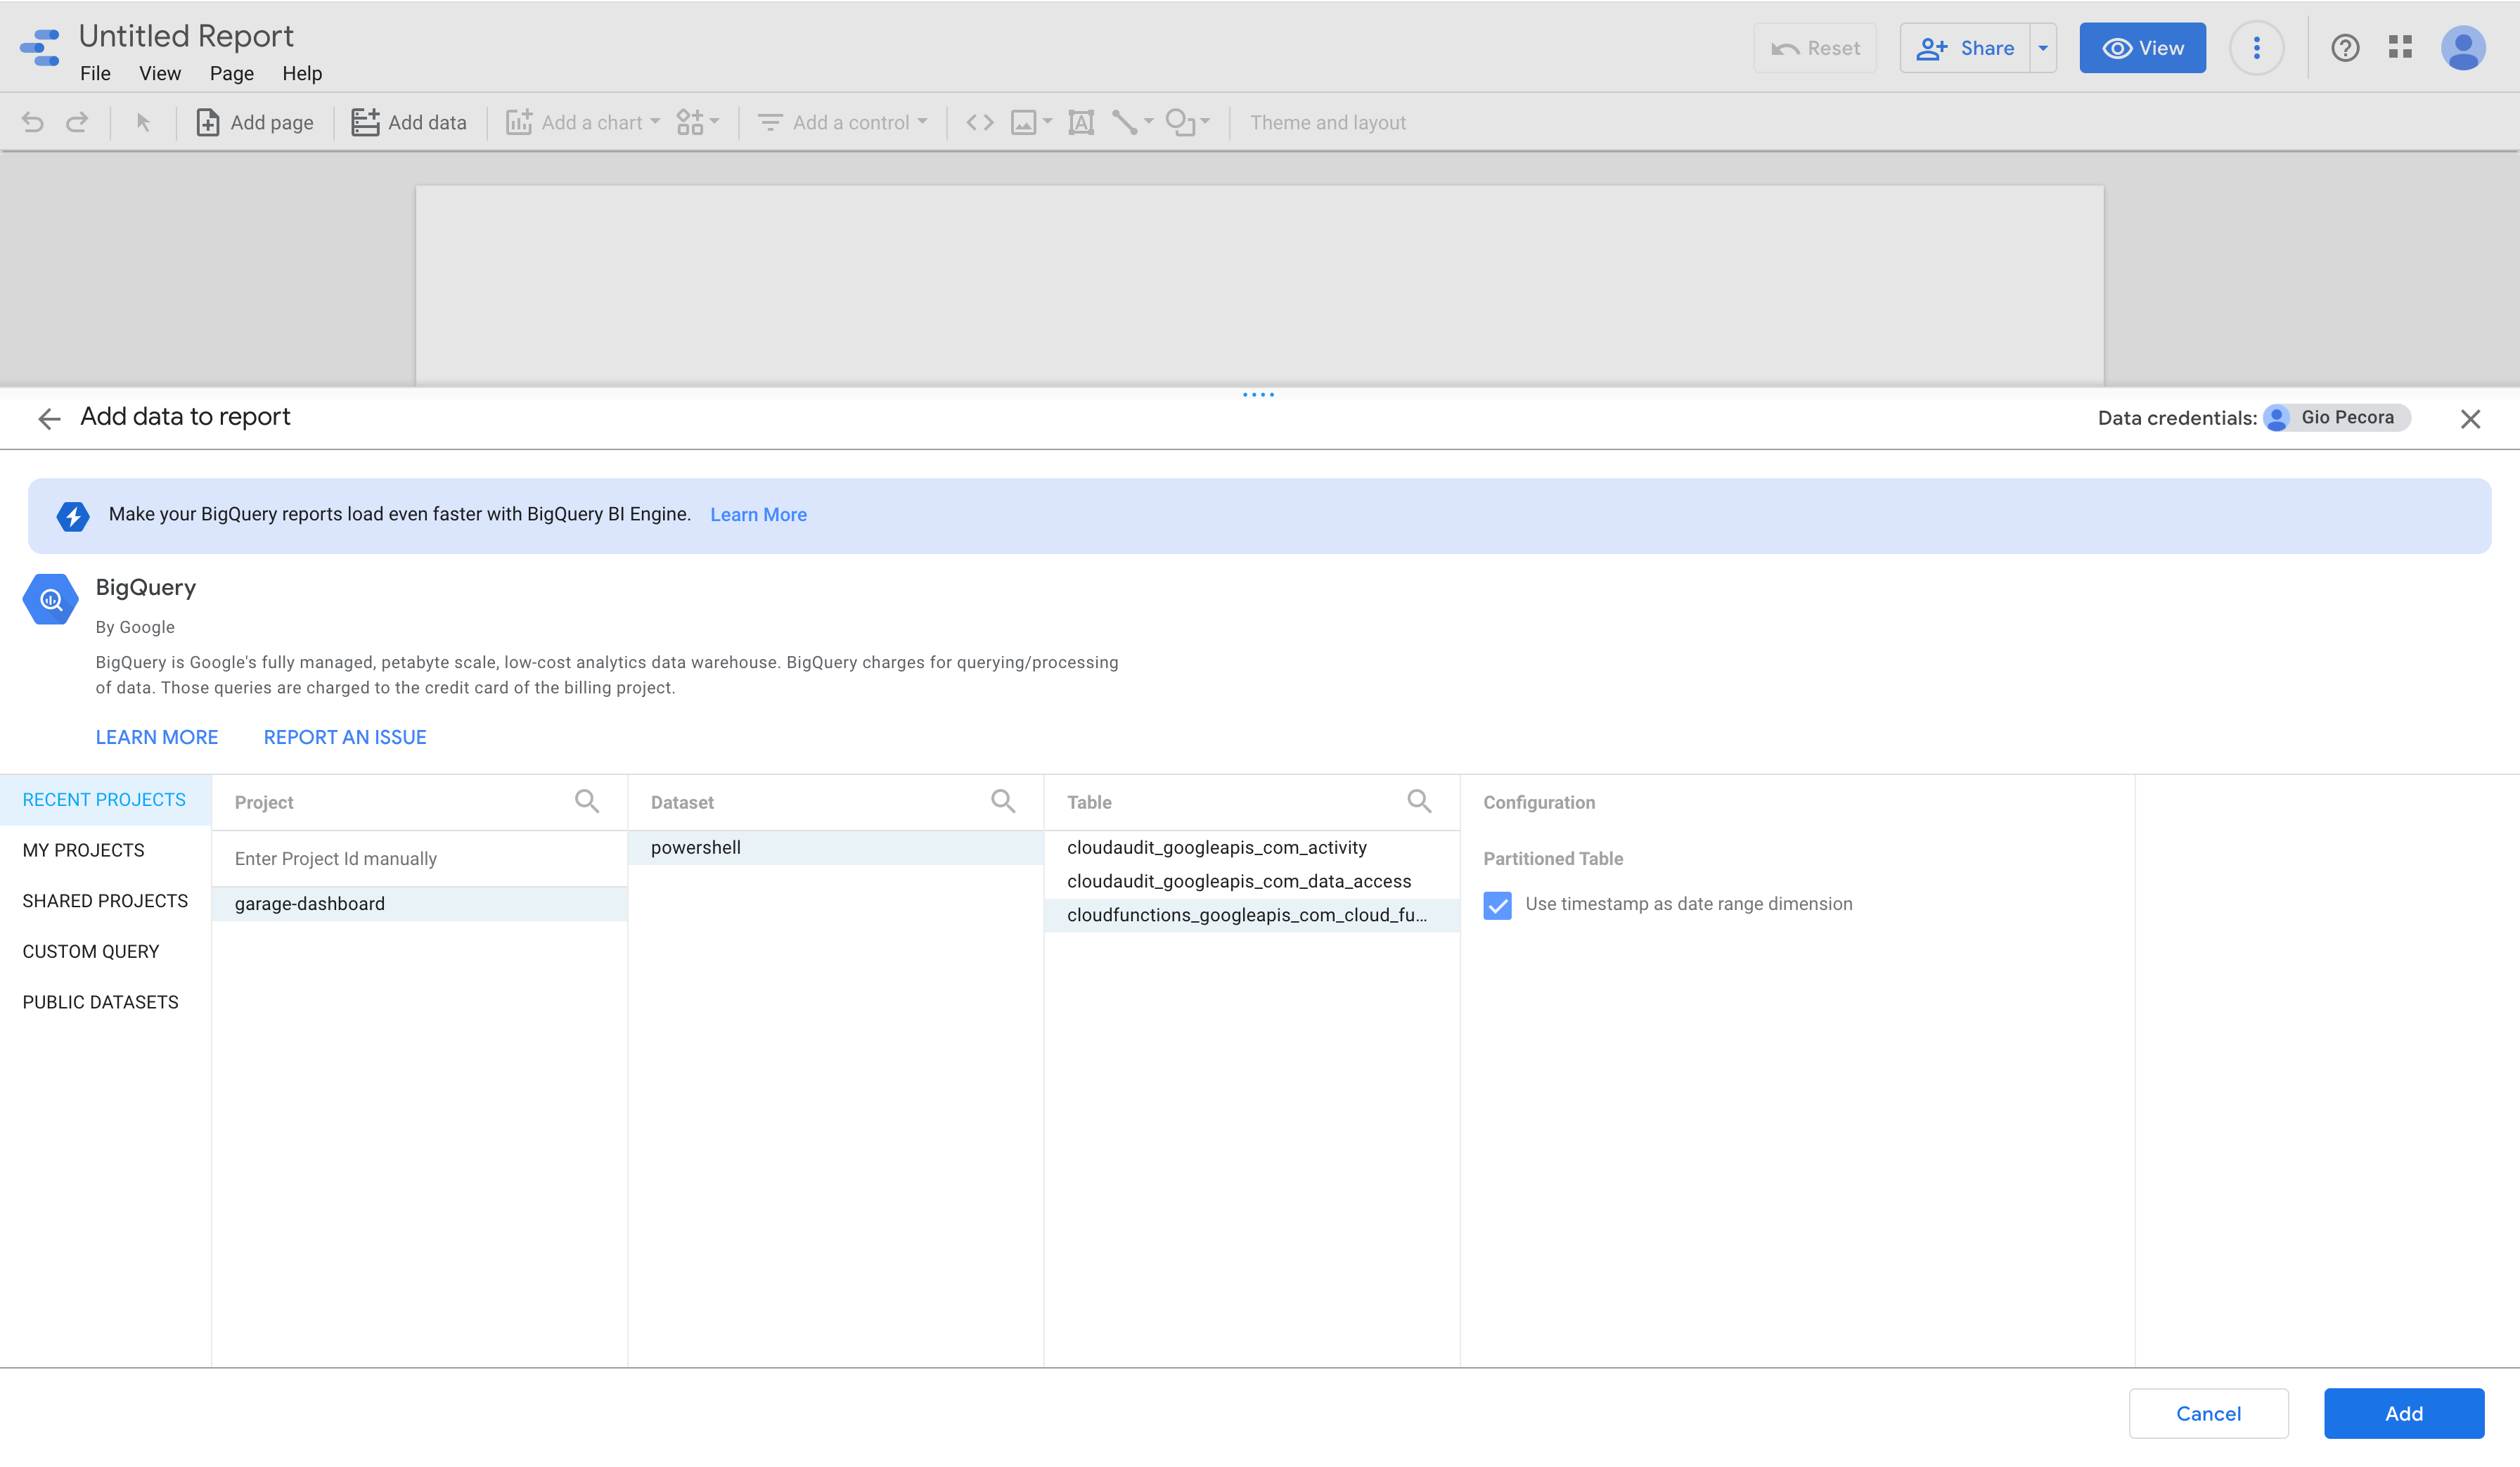 Untitled Report
File View Page Help
Reset
Share
View
Add page
Add data
Add a chart
Add a control
Theme and layout
Add data to report
Data credentials: Gio Pecora
Make your BigQuery reports load even faster with BigQuery BI Engine. Learn More
BigQuery
By Google
BigQuery is Google's fully managed, petabyte scale, low-cost analytics data warehouse. BigQuery charges for querying/processing
of data. Those queries are charged to the credit card of the billing project.
LEARN MORE REPORT AN ISSUE
RECENT PROJECTS
MY PROJECTS
SHARED PROJECTS
CUSTOM QUERY
PUBLIC DATASETS
Project
Enter Project Id manually
garage-dashboard
Dataset
powershell
Table
cloudaudit_googleapis_com_activity
cloudaudit_googleapis_com_data_access
cloudfunctions_googleapis_com_cloud_fu...
Configuration
Partitioned Table
Use timestamp as date range dimension
Cancel
Add